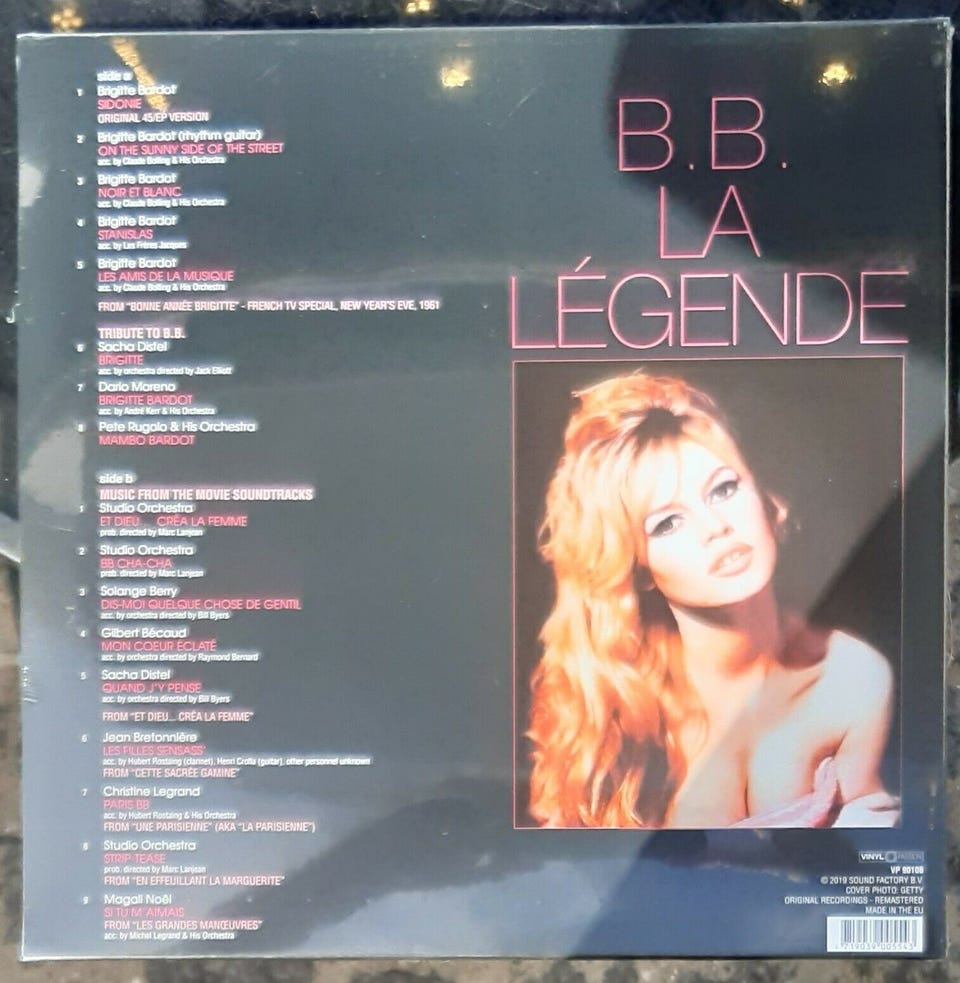 side a
1 Brigitte Bardot
SIDONIE
ORIGINAL 45/EP VERSION
2 Brigitte Bardot (rhythm guitar)
ON THE SUNNY SIDE OF THE STREET
acc. by Claude Bolling & His Orchestra
3 Brigitte Bardot
NOIR ET BLANC
acc. by Claude Bolling & His Orchestra
4 Brigitte Bardot
STANISLAS
acc. by Les Frères Jacques
5 Brigitte Bardot
LES AMIS DE LA MUSIQUE
acc. by Claude Bolling & His Orchestra
FROM "BONNE ANNÉE BRIGITTE" - FRENCH TV SPECIAL, NEW YEAR'S EVE, 1961
TRIBUTE TO B.B.
6 Sacha Distel
BRIGITTE
acc. by orchestra directed by Jack Elliott
7 Dario Moreno
BRIGITTE BARDOT
acc. by André Kerr & His Orchestra
8 Pete Rugolo & His Orchestra
MAMBO BARDOT
side b
MUSIC FROM THE MOVIE SOUNDTRACKS
1 Studio Orchestra
ET DIEU... CRÉA LA FEMME
prob. directed by Marc Lanjean
2 Studio Orchestra
BB CHA-CHA
prob. directed by Marc Lanjean
3 Solange Berry
DIS-MOI QUELQUE CHOSE DE GENTIL
acc. by orchestra directed by Bill Byers
4 Gilbert Bécaud
MON COEUR ÉCLATÉ
acc. by orchestra directed by Raymond Bernard
5 Sacha Distel
QUAND J'Y PENSE
acc. by orchestra directed by Bill Byers
FROM "ET DIEU... CRÉA LA FEMME"
6 Jean Bretonnière
LES FILLES SENSASS'
acc. by Hubert Rostaing (clarinet), Henri Crolla (guitar), other personnel unknown
FROM "CETTE SACRÉE GAMINE"
7 Christine Legrand
PARIS BB
acc. by Hubert Rostaing & His Orchestra
FROM "UNE PARISIENNE" (AKA "LA PARISIENNE")
8 Studio Orchestra
STRIP-TEASE
prob. directed by Marc Lanjean
FROM "EN EFFEUILLANT LA MARGUERITE"
9 Magali Noël
SI TU M'AIMAIS
FROM "LES GRANDES MANŒUVRES"
acc. by Michel Legrand & His Orchestra
B.B.
LA
LÉGENDE
VINYL PASSION
VP 90106
© 2019 SOUND FACTORY B.V.
COVER PHOTO: GETTY
ORIGINAL RECORDINGS - REMASTERED
MADE IN THE EU
719039 005543